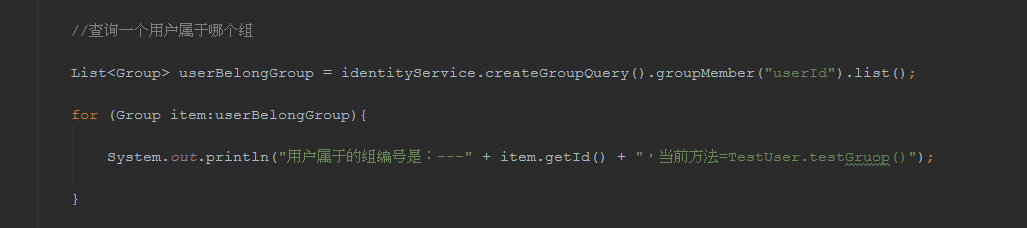 //查询一个用户属于哪个组
List<Group> userBelongGroup = identityService.createGroupQuery().groupMember("userId").list();
for (Group item:userBelongGroup){
System.out.println("用户属于的组编号是：---" + item.getId() + "，当前方法=TestUser.testGruop()");
}